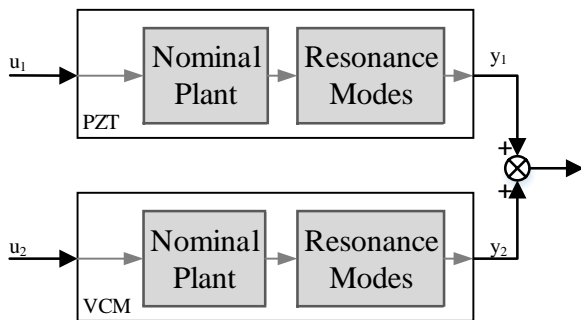 u1
Nominal
Plant
Resonance
Modes
y1
PZT
+
+
u2
Nominal
Plant
Resonance
Modes
y2
VCM